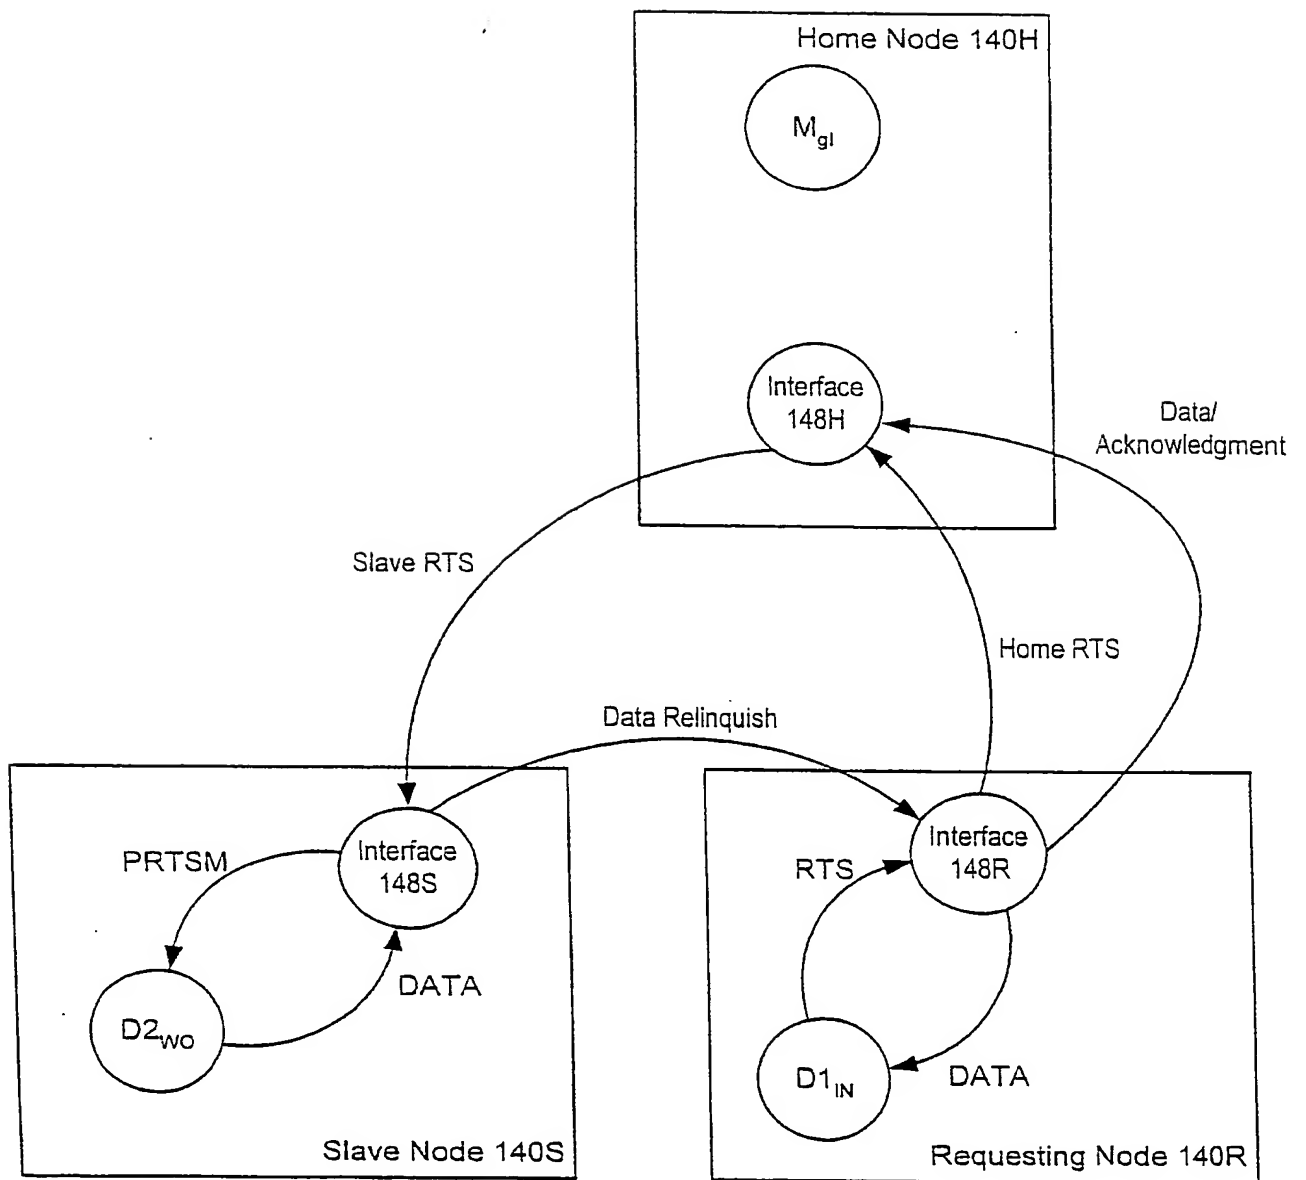 Home Node 140H
M_gl
Interface
148H
Data/
Acknowledgment
Slave RTS
Home RTS
Data Relinquish
Interface
148S
PRTSM
DATA
D2_WO
Slave Node 140S
Interface
148R
RTS
DATA
D1_IN
Requesting Node 140R